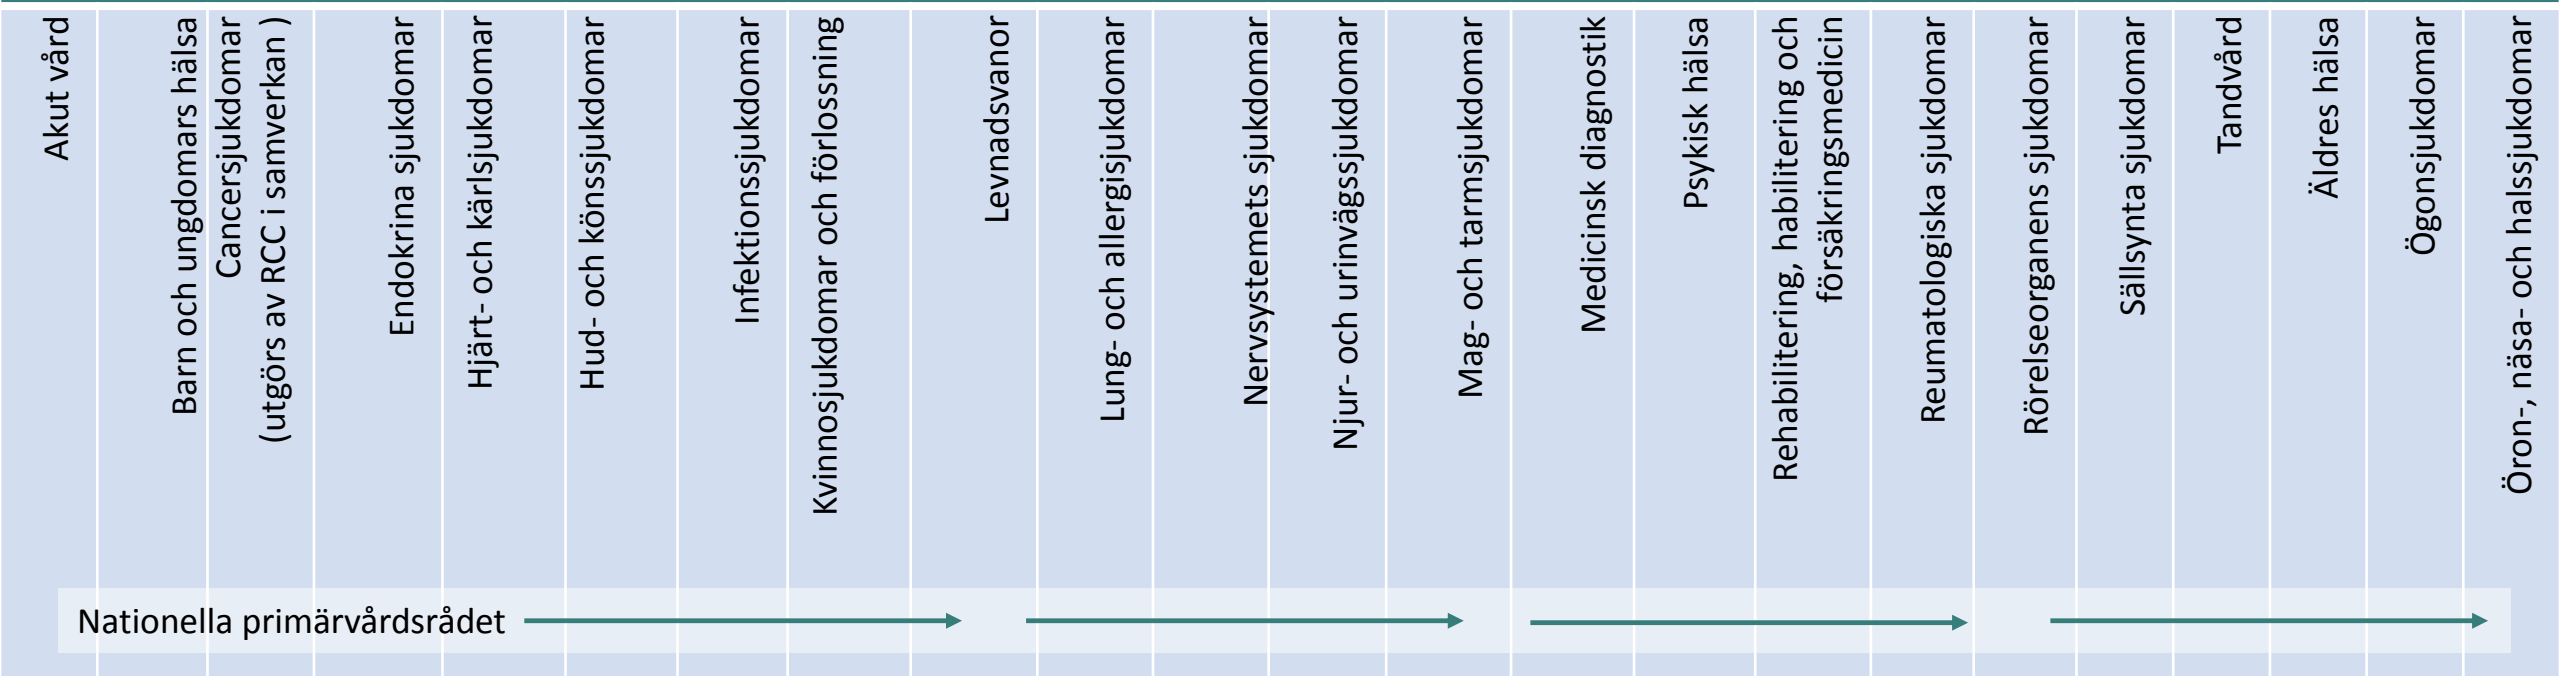 Akut vård
Barn och ungdomars hälsa
Cancersjukdomar
(utgörs av RCC i samverkan )
Endokrina sjukdomar
Hjärt- och kärlsjukdomar
Hud- och könssjukdomar
Infektionssjukdomar
Kvinnosjukdomar och förlossning
Levnadsvanor
Lung- och allergisjukdomar
Nervsystemets sjukdomar
Njur- och urinvägssjukdomar
Mag- och tarmsjukdomar
Medicinsk diagnostik
Psykisk hälsa
Rehabilitering, habilitering och
försäkringsmedicin
Reumatologiska sjukdomar
Rörelseorganens sjukdomar
Sällsynta sjukdomar
Tandvård
Äldres hälsa
Ögonsjukdomar
Öron-, näsa- och halssjukdomar
Nationella primärvårdsrådet